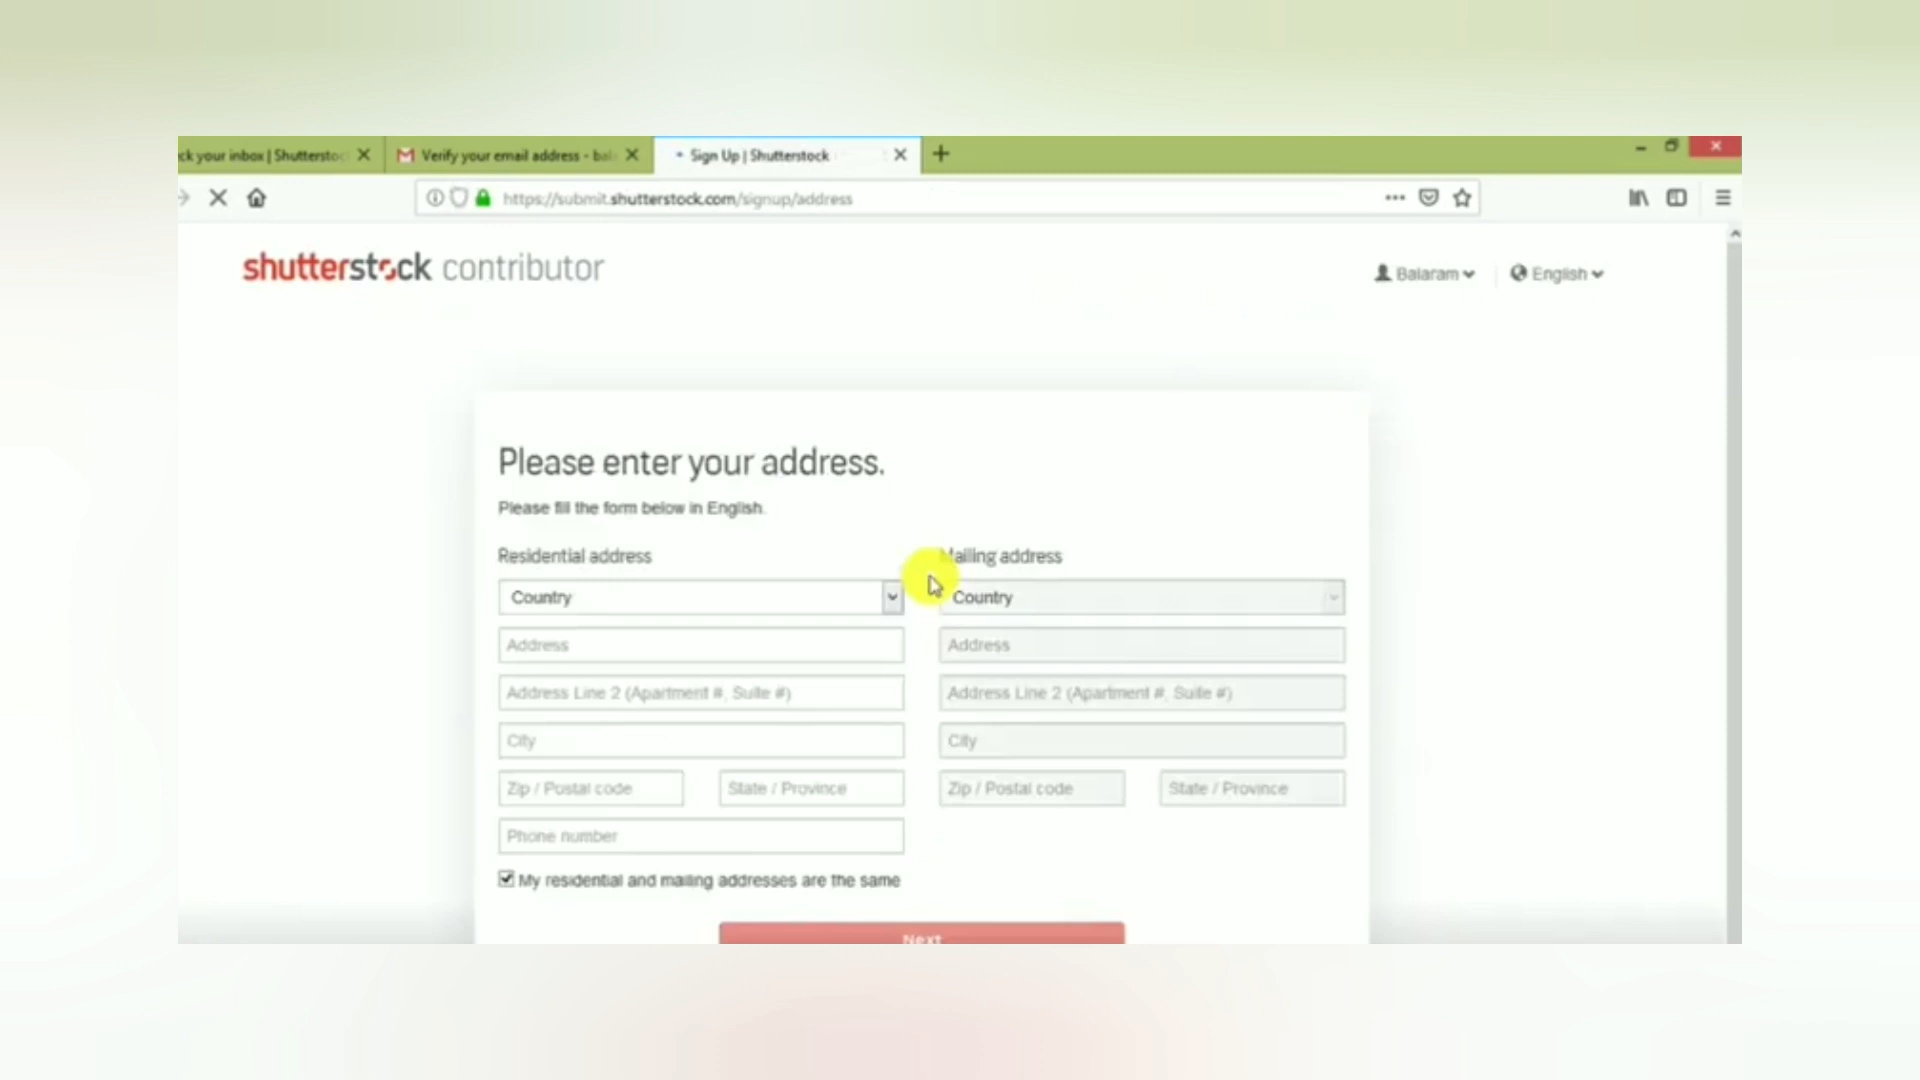 ck your inbox | Shutterstoc
Verify your email address - bal
Sign Up | Shutterstock
https://submit.shutterstock.com/signup/address
shutterstock contributor
Balaram
English
Please enter your address.
Please fill the form below in English.
Residential address
Mailing address
Country
Country
Address
Address
Address Line 2 (Apartment #, Suite #)
Address Line 2 (Apartment #, Suite #)
City
City
Zip / Postal code
State / Province
Zip / Postal code
State / Province
Phone number
My residential and mailing addresses are the same
Next